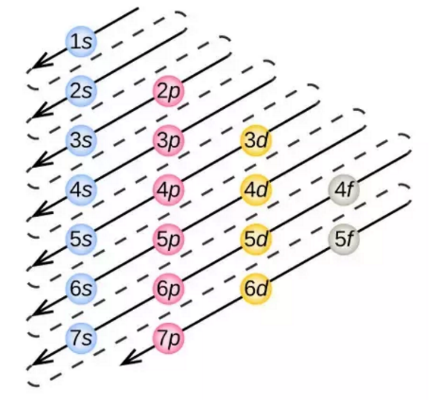 1s
2s 2p
3s 3p 3d
4s 4p 4d 4f
5s 5p 5d 5f
6s 6p 6d
7s 7p